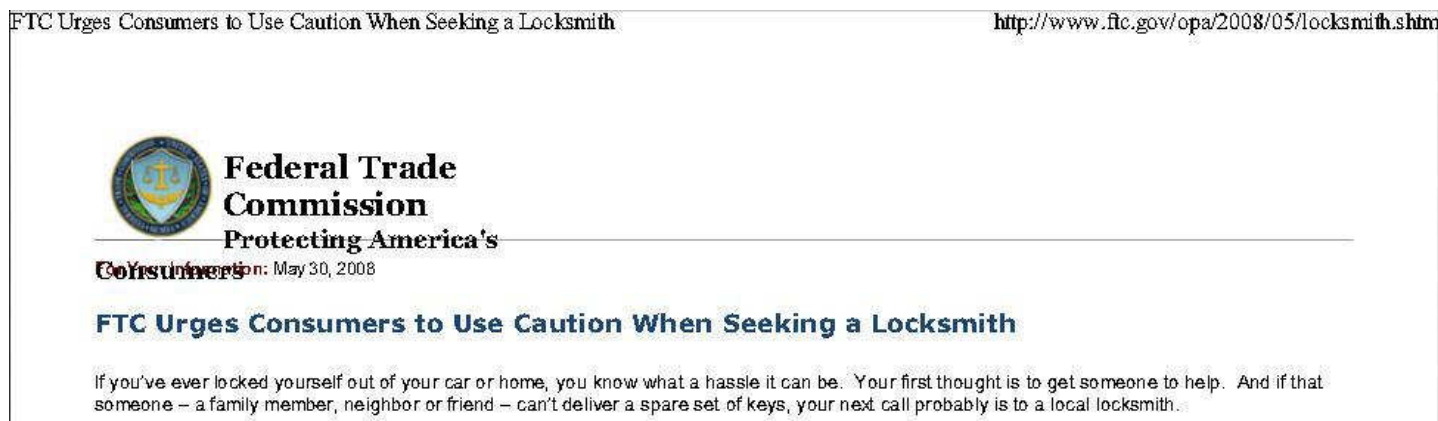 FTC Urges Consumers to Use Caution When Seeking a Locksmith http://www.ftc.gov/opa/2008/05/locksmith.shtm
Federal Trade
Commission
Protecting America's
Consumers
For Your Information: May 30, 2008
FTC Urges Consumers to Use Caution When Seeking a Locksmith
If you've ever locked yourself out of your car or home, you know what a hassle it can be. Your first thought is to get someone to help. And if that
someone – a family member, neighbor or friend – can't deliver a spare set of keys, your next call probably is to a local locksmith.